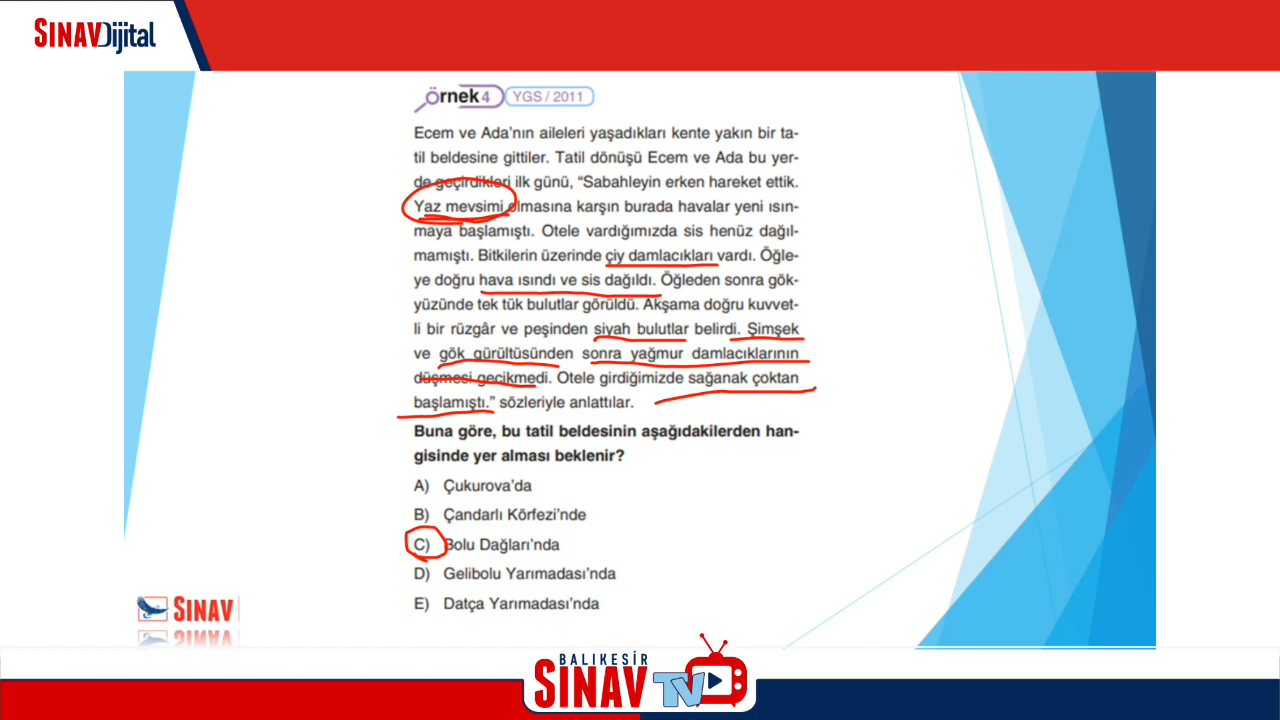 SINAVDijital
örnek 4 YGS / 2011
Ecem ve Ada'nın aileleri yaşadıkları kente yakın bir ta-
til beldesine gittiler. Tatil dönüşü Ecem ve Ada bu yer-
de geçirdikleri ilk günü, “Sabahleyin erken hareket ettik.
Yaz mevsimi olmasına karşın burada havalar yeni ısın-
maya başlamıştı. Otele vardığımızda sis henüz dağıl-
mamıştı. Bitkilerin üzerinde çiy damlacıkları vardı. Öğle-
ye doğru hava ısındı ve sis dağıldı. Öğleden sonra gök-
yüzünde tek tük bulutlar görüldü. Akşama doğru kuvvet-
li bir rüzgâr ve peşinden siyah bulutlar belirdi. Şimşek
ve gök gürültüsünden sonra yağmur damlacıklarının
düşmesi gecikmedi. Otele girdiğimizde sağanak çoktan
başlamıştı.” sözleriyle anlattılar.
Buna göre, bu tatil beldesinin aşağıdakilerden han-
gisinde yer alması beklenir?
A) Çukurova'da
B) Çandarlı Körfezi'nde
C) Bolu Dağları'nda
D) Gelibolu Yarımadası'nda
E) Datça Yarımadası'nda
SINAV
BALIKESİR
SINAV TV